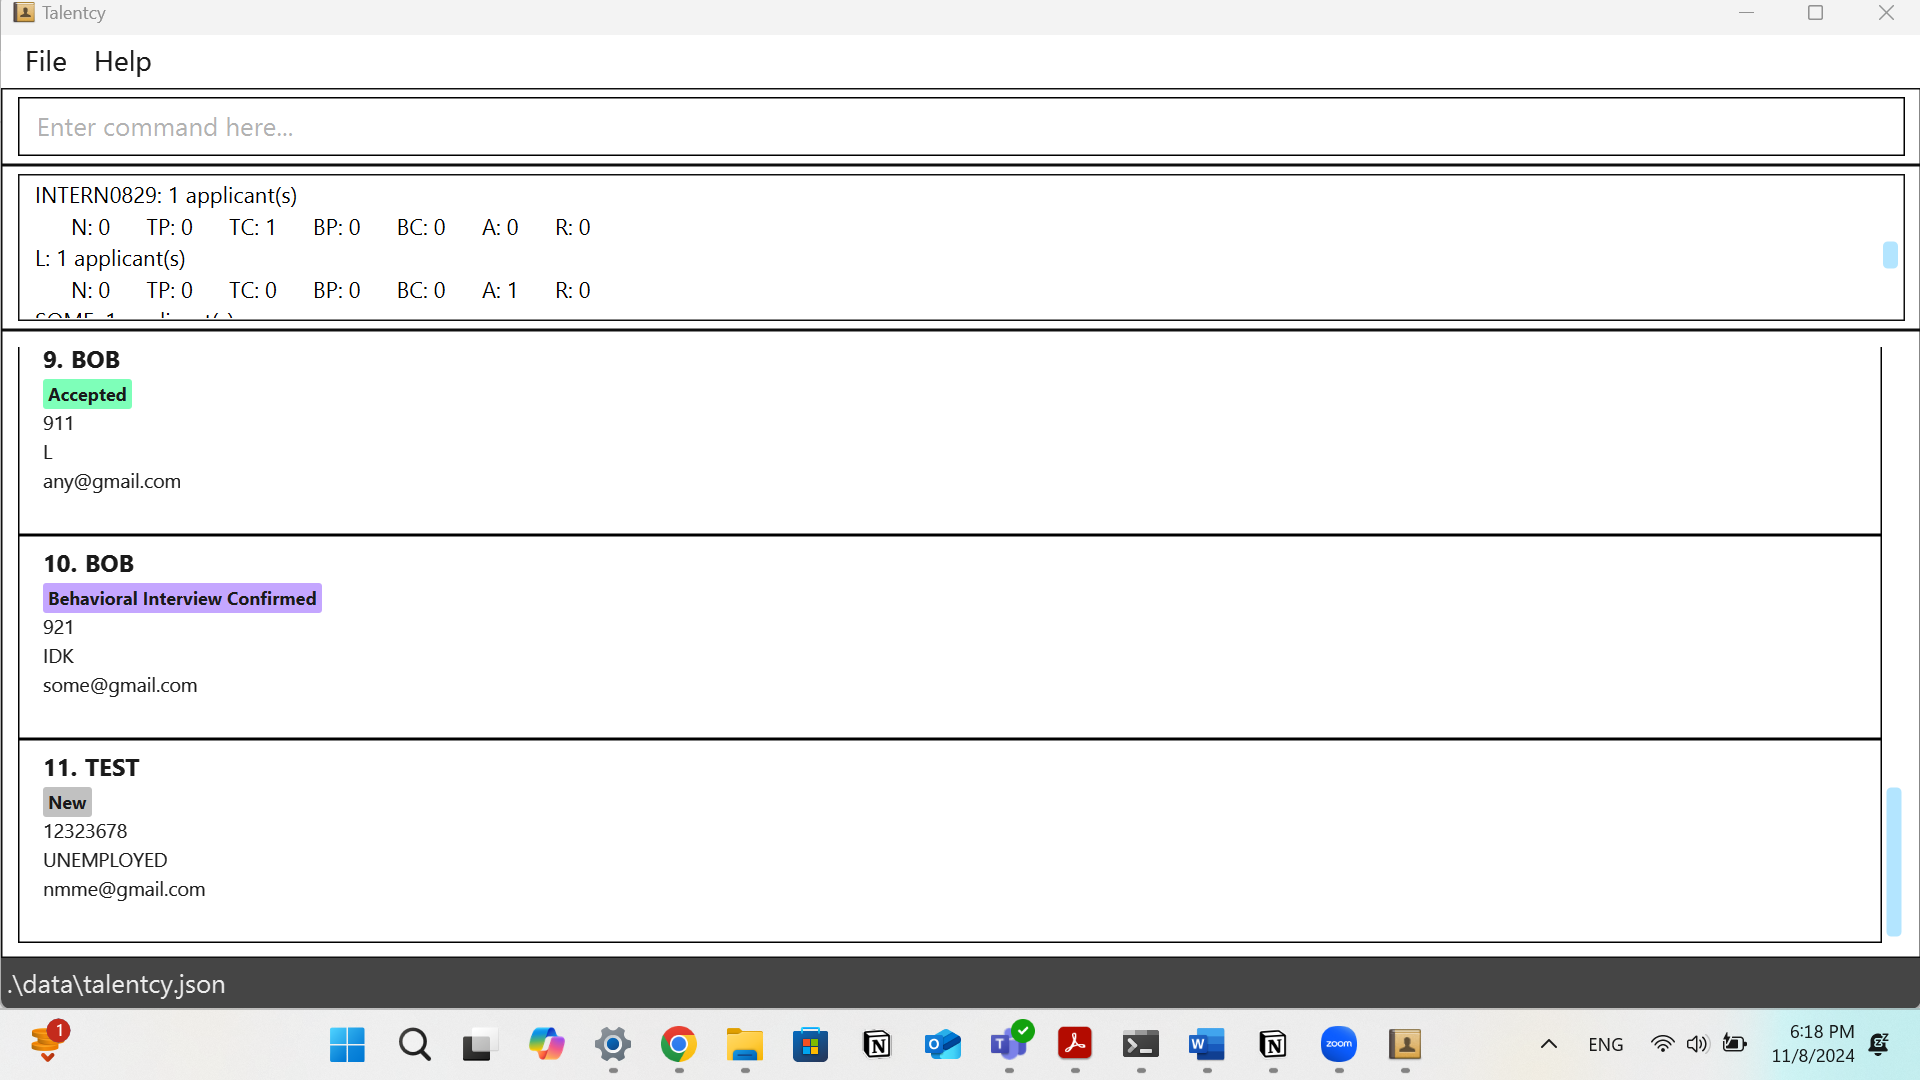 Talentcy
File Help
Enter command here...
INTERN0829: 1 applicant(s)
N: 0 TP: 0 TC: 1 BP: 0 BC: 0 A: 0 R: 0
L: 1 applicant(s)
N: 0 TP: 0 TC: 0 BP: 0 BC: 0 A: 1 R: 0
SOME: 1 applicant(s)
9. BOB
Accepted
911
L
any@gmail.com
10. BOB
Behavioral Interview Confirmed
921
IDK
some@gmail.com
11. TEST
New
12323678
UNEMPLOYED
nmme@gmail.com
.\data\talentcy.json
1
zoom
ENG
6:18 PM
11/8/2024